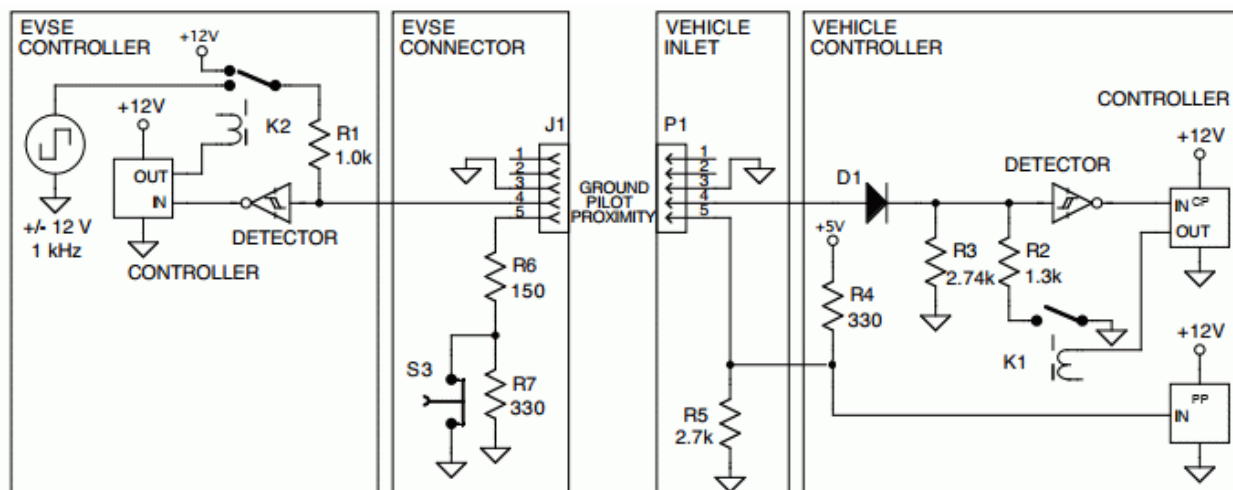 EVSE
CONTROLLER
+12V
+12V
K2
R1
1.0k
OUT
IN
DETECTOR
+/- 12 V
1 kHz
CONTROLLER
EVSE
CONNECTOR
J1
1
2
3
4
5
R6
150
S3
R7
330
GROUND
PILOT
PROXIMITY
VEHICLE
INLET
P1
1
2
3
4
5
R5
2.7k
VEHICLE
CONTROLLER
CONTROLLER
+12V
DETECTOR
D1
IN CP
OUT
+5V
R3
2.74k
R2
1.3k
R4
330
K1
+12V
PP
IN